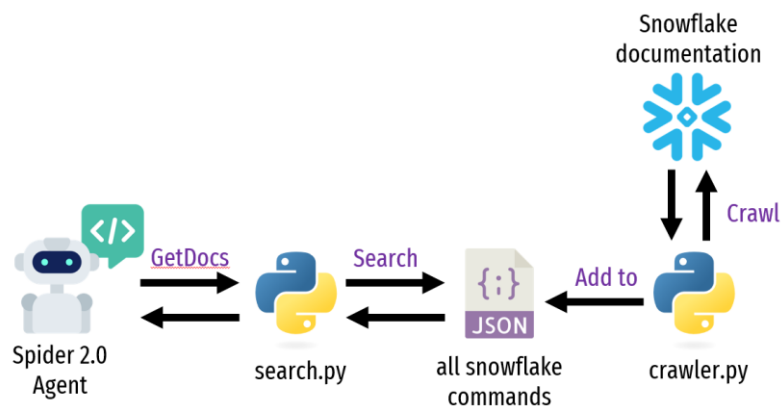 Snowflake
documentation
</>
GetDocs
Search
{;}
JSON
Add to
Crawl
Spider 2.0
Agent
search.py
all snowflake
commands
crawler.py